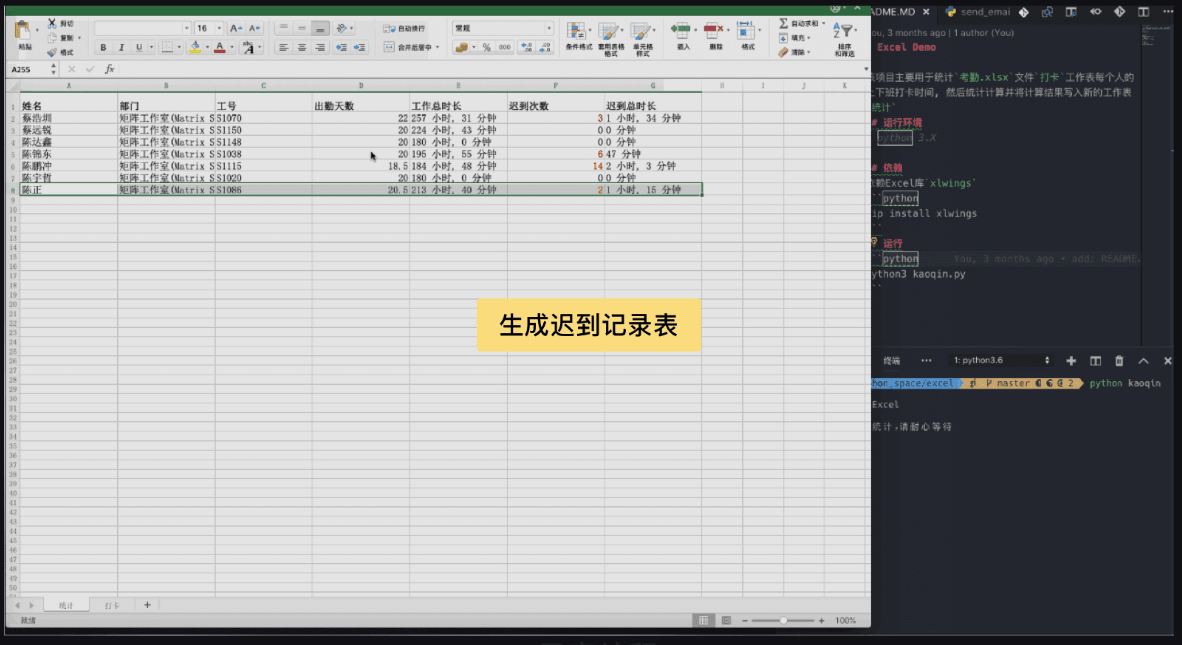 剪切
复制
格式
粘贴
16 A A
B I U A abc A
自动换行
合并后居中
常规
% 000
条件格式 套用表格格式 单元格样式
插入 删除 格式
自动求和
填充
清除
排序和筛选
A255 fx
A B C D E F G H I J K
姓名 部门 工号 出勤天数 工作总时长 迟到次数 迟到总时长
蔡浩圳 矩阵工作室(Matrix S S1070 22 257 小时, 31 分钟 3 1 小时, 34 分钟
蔡远锐 矩阵工作室(Matrix S S1150 20 224 小时, 43 分钟 0 0 分钟
陈达鑫 矩阵工作室(Matrix S S1148 20 180 小时, 0 分钟 0 0 分钟
陈锦东 矩阵工作室(Matrix S S1038 20 195 小时, 55 分钟 6 47 分钟
陈鹏冲 矩阵工作室(Matrix S S1115 18.5 184 小时, 48 分钟 14 2 小时, 3 分钟
陈宇哲 矩阵工作室(Matrix S S1020 20 180 小时, 0 分钟 0 0 分钟
陈正 矩阵工作室(Matrix S S1086 20.5 213 小时, 40 分钟 2 1 小时, 15 分钟
生成迟到记录表
统计 打卡 +
就绪 100%
ADME.MD send_emai
ou, 3 months ago | 1 author (You)
Excel Demo
项目主要用于统计`考勤.xlsx`文件`打卡`工作表每个人的
上下班打卡时间, 然后统计计算并将计算结果写入新的工作表
统计`
# 运行环境
python 3.X
# 依赖
依赖Excel库`xlwings`
``python
ip install xlwings
``
运行
``python You, 3 months ago • add: README.
ython3 kaoqin.py
``
终端 ··· 1: python3.6
hon_space/excel master 2 python kaoqin
Excel
统计,请耐心等待